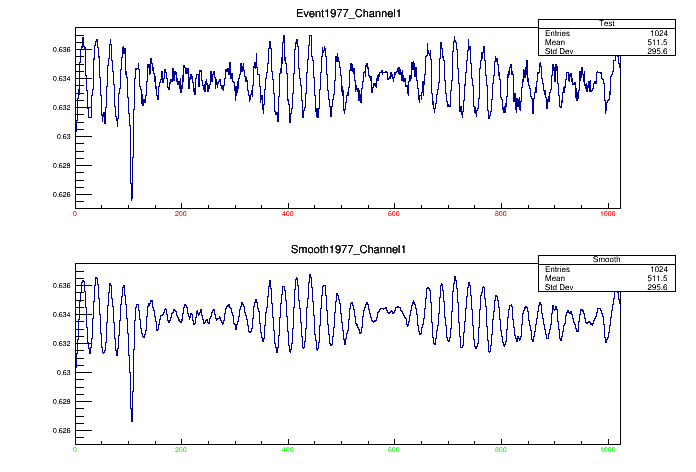 Event1977_Channel1
Test
Entries 1024
Mean 511.5
Std Dev 295.6
0.636
0.634
0.632
0.63
0.628
0.626
0 200 400 600 800 1000
Smooth1977_Channel1
Smooth
Entries 1024
Mean 511.5
Std Dev 295.6
0.636
0.634
0.632
0.63
0.628
0.626
0 200 400 600 800 1000